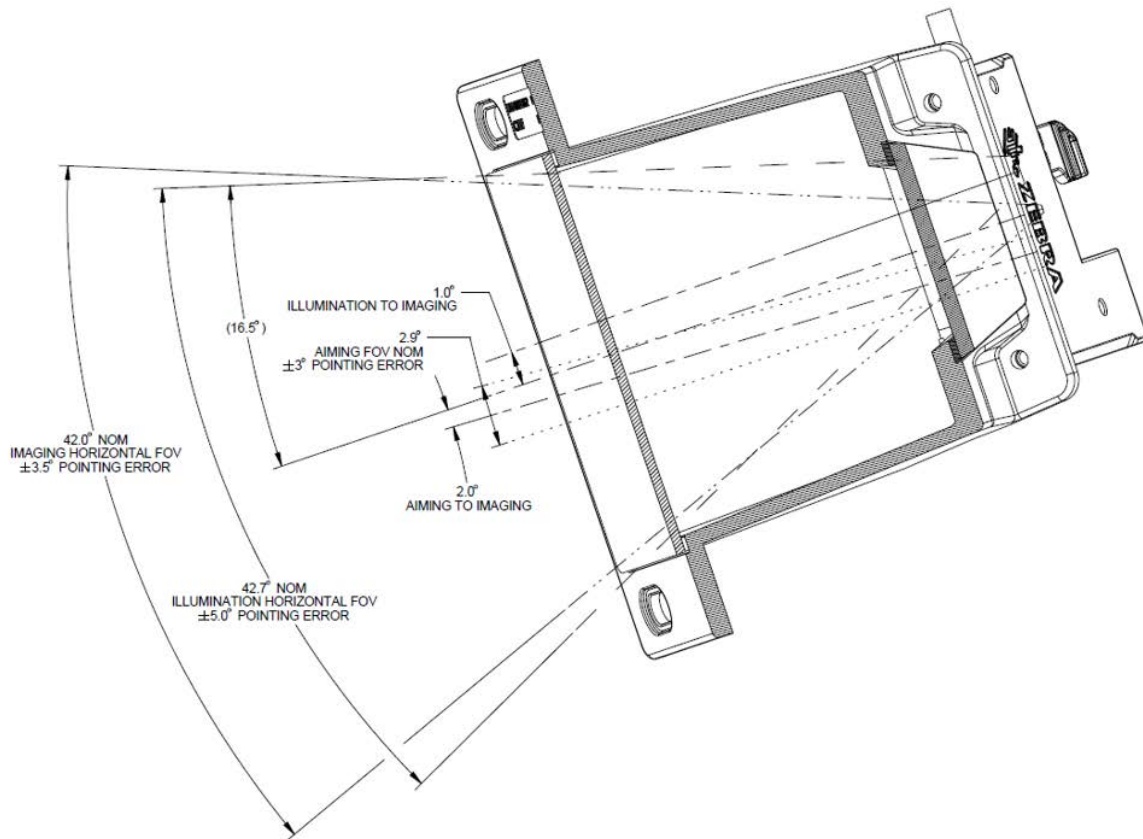 ZEBRA
1.0°
ILLUMINATION TO IMAGING
(16.5°)
2.9°
AIMING FOV NOM
±3° POINTING ERROR
42.0° NOM
IMAGING HORIZONTAL FOV
±3.5° POINTING ERROR
2.0°
AIMING TO IMAGING
42.7° NOM
ILLUMINATION HORIZONTAL FOV
±5.0° POINTING ERROR